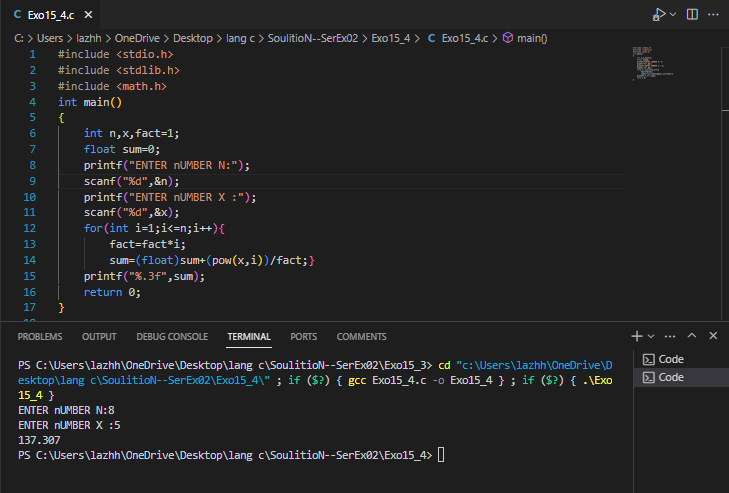 Exo15_4.c
C: > Users > lazhh > OneDrive > Desktop > lang c > SoulitioN--SerEx02 > Exo15_4 > C Exo15_4.c > main()
1 #include <stdio.h>
2 #include <stdlib.h>
3 #include <math.h>
4 int main()
5 {
6 int n,x,fact=1;
7 float sum=0;
8 printf("ENTER nUMBER N:");
9 scanf("%d",&n);
10 printf("ENTER nUMBER X :");
11 scanf("%d",&x);
12 for(int i=1;i<=n;i++){
13 fact=fact*i;
14 sum=(float)sum+(pow(x,i))/fact;}
15 printf("%.3f",sum);
16 return 0;
17 }
PROBLEMS OUTPUT DEBUG CONSOLE TERMINAL PORTS COMMENTS
PS C:\Users\lazhh\OneDrive\Desktop\lang c\SoulitioN--SerEx02\Exo15_3> cd "c:\Users\lazhh\OneDrive\D
esktop\lang c\SoulitioN--SerEx02\Exo15_4\" ; if ($?) { gcc Exo15_4.c -o Exo15_4 } ; if ($?) { .\Exo
15_4 }
ENTER nUMBER N:8
ENTER nUMBER X :5
137.307
PS C:\Users\lazhh\OneDrive\Desktop\lang c\SoulitioN--SerEx02\Exo15_4>
Code
Code